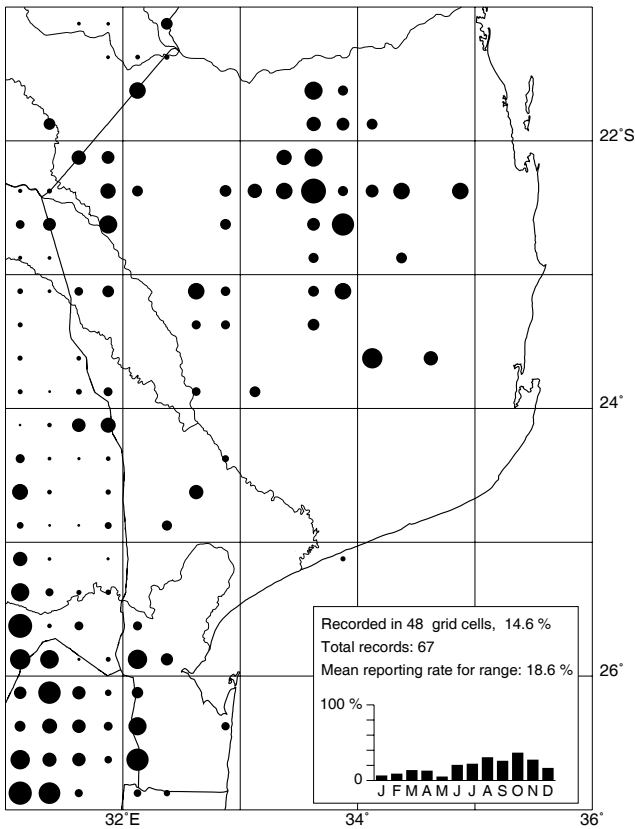 22°S
24°
Recorded in 48 grid cells, 14.6 %
Total records: 67
Mean reporting rate for range: 18.6 %
26°
100 %
0
J F M A M J J A S O N D
32°E 34° 36°